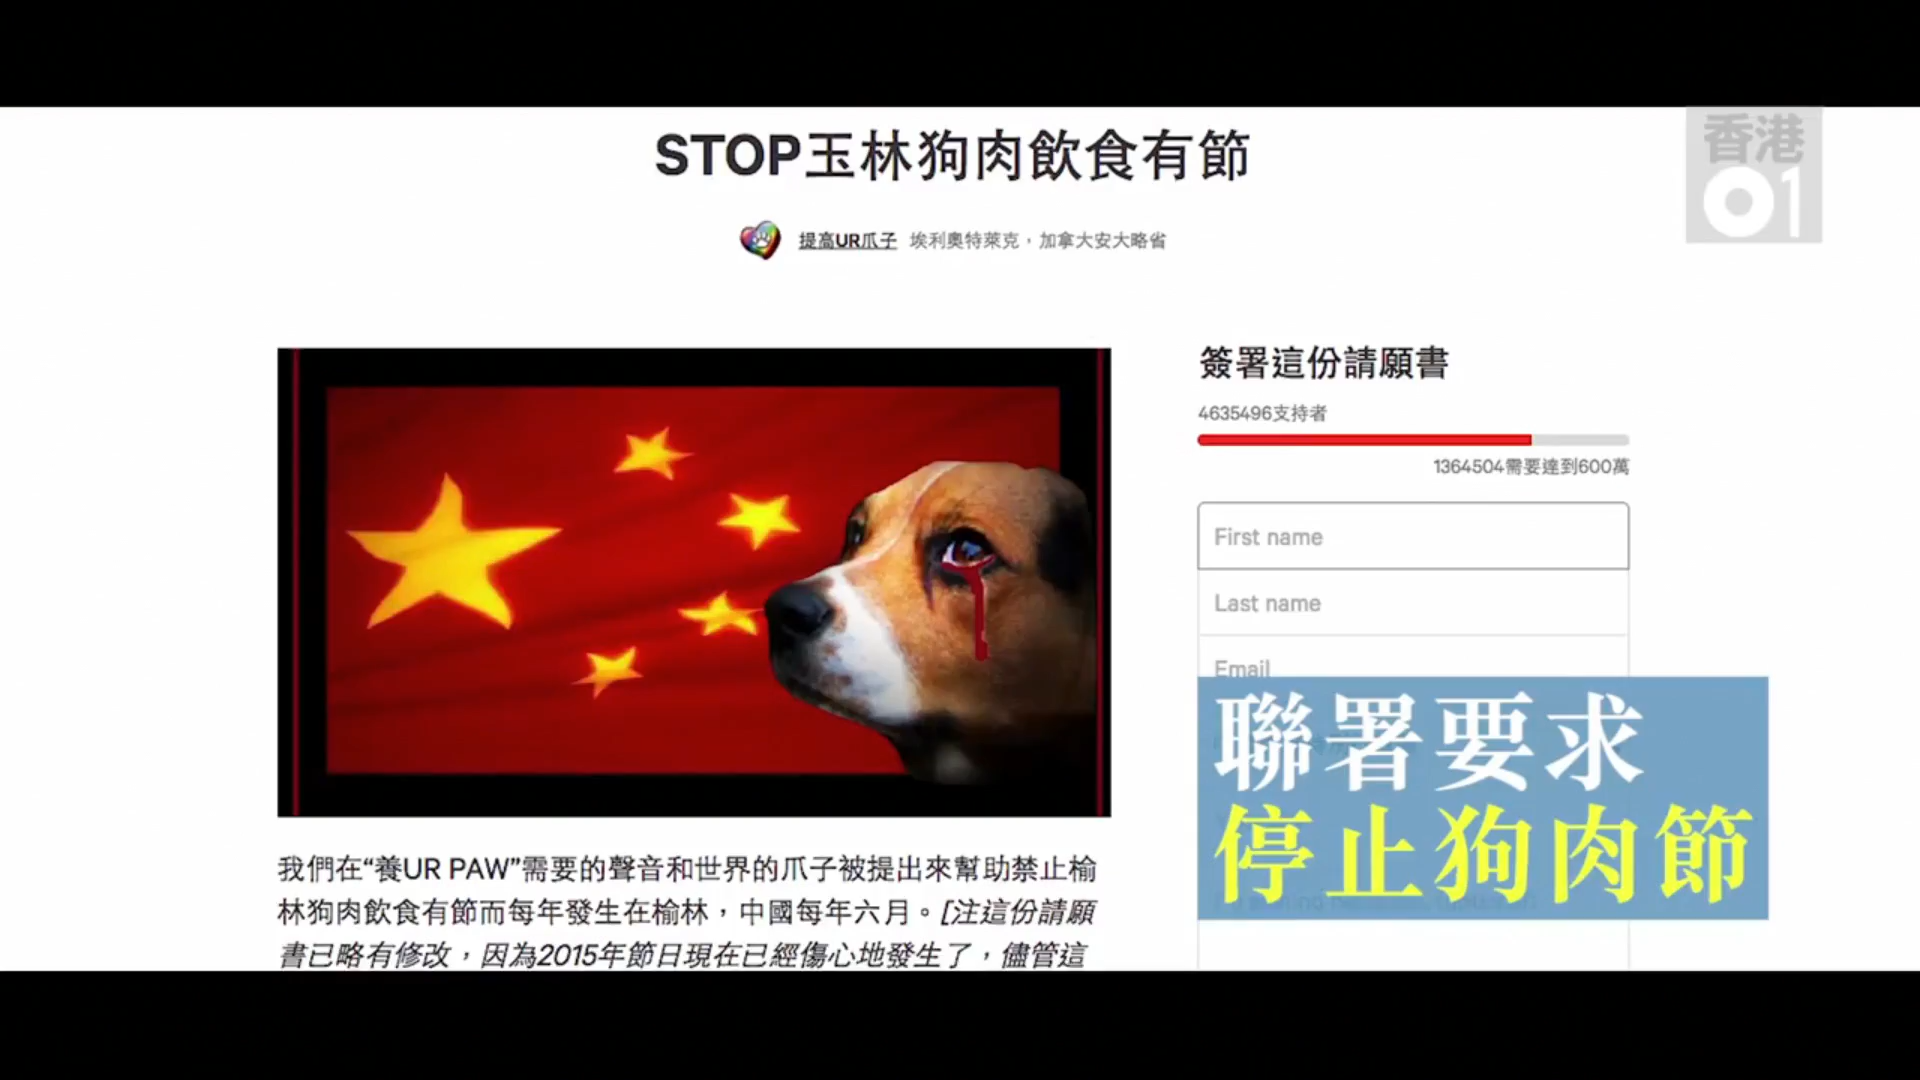 STOP玉林狗肉飲食有節
香港
01
提高UR爪子 埃利奧特萊克，加拿大安大略省
簽署這份請願書
4635496支持者
1364504需要達到600萬
First name
Last name
Email
聯署要求
停止狗肉節
我們在“養UR PAW”需要的聲音和世界的爪子被提出來幫助禁止榆
林狗肉飲食有節而每年發生在榆林，中國每年六月。[注這份請願
書已略有修改，因為2015年節日現在已經傷心地發生了，儘管這